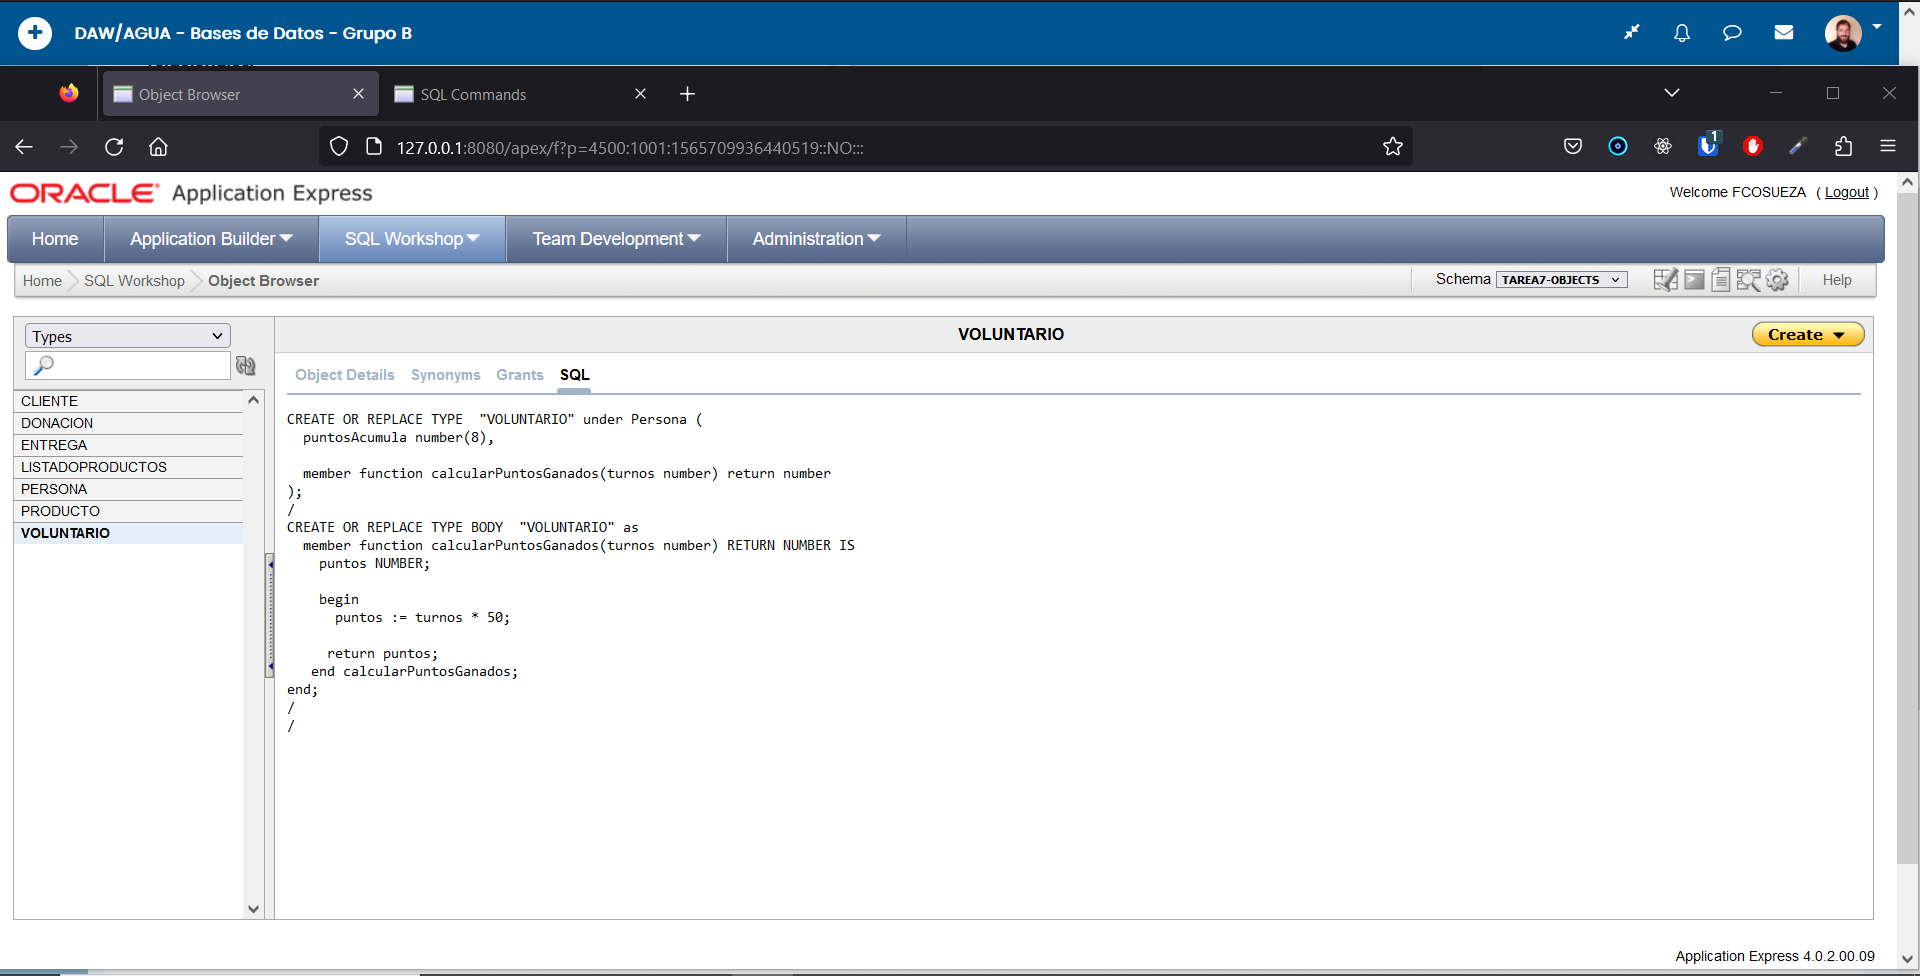 DAW/AGUA - Bases de Datos - Grupo B
Object Browser
SQL Commands
127.0.0.1:8080/apex/f?p=4500:1001:1565709936440519::NO:::
1
ORACLE Application Express
Welcome FCOSUEZA ( Logout )
Home
Application Builder
SQL Workshop
Team Development
Administration
Home
SQL Workshop
Object Browser
Schema
TAREA7-OBJECTS
Help
Types
VOLUNTARIO
Create
CLIENTE
DONACION
ENTREGA
LISTADOPRODUCTOS
PERSONA
PRODUCTO
VOLUNTARIO
Object Details
Synonyms
Grants
SQL
CREATE OR REPLACE TYPE  "VOLUNTARIO" under Persona (
  puntosAcumula number(8),
  member function calcularPuntosGanados(turnos number) return number
);
/
CREATE OR REPLACE TYPE BODY  "VOLUNTARIO" as
  member function calcularPuntosGanados(turnos number) RETURN NUMBER IS
    puntos NUMBER;
    begin
      puntos := turnos * 50;
     return puntos;
   end calcularPuntosGanados;
end;
/
/
Application Express 4.0.2.00.09